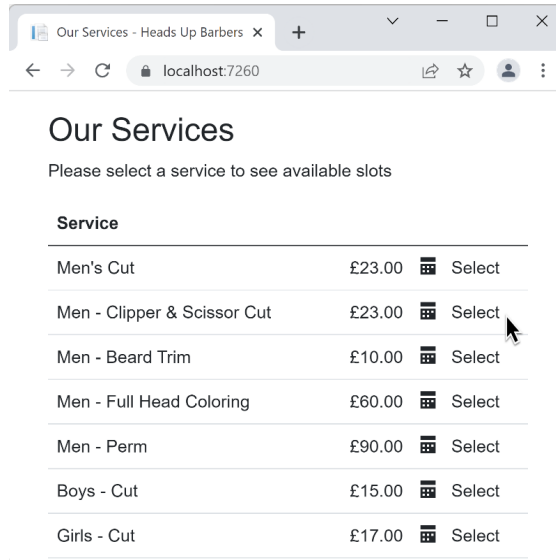 Our Services - Heads Up Barbers
localhost:7260
Our Services
Please select a service to see available slots
Service
Men's Cut £23.00 Select
Men - Clipper & Scissor Cut £23.00 Select
Men - Beard Trim £10.00 Select
Men - Full Head Coloring £60.00 Select
Men - Perm £90.00 Select
Boys - Cut £15.00 Select
Girls - Cut £17.00 Select